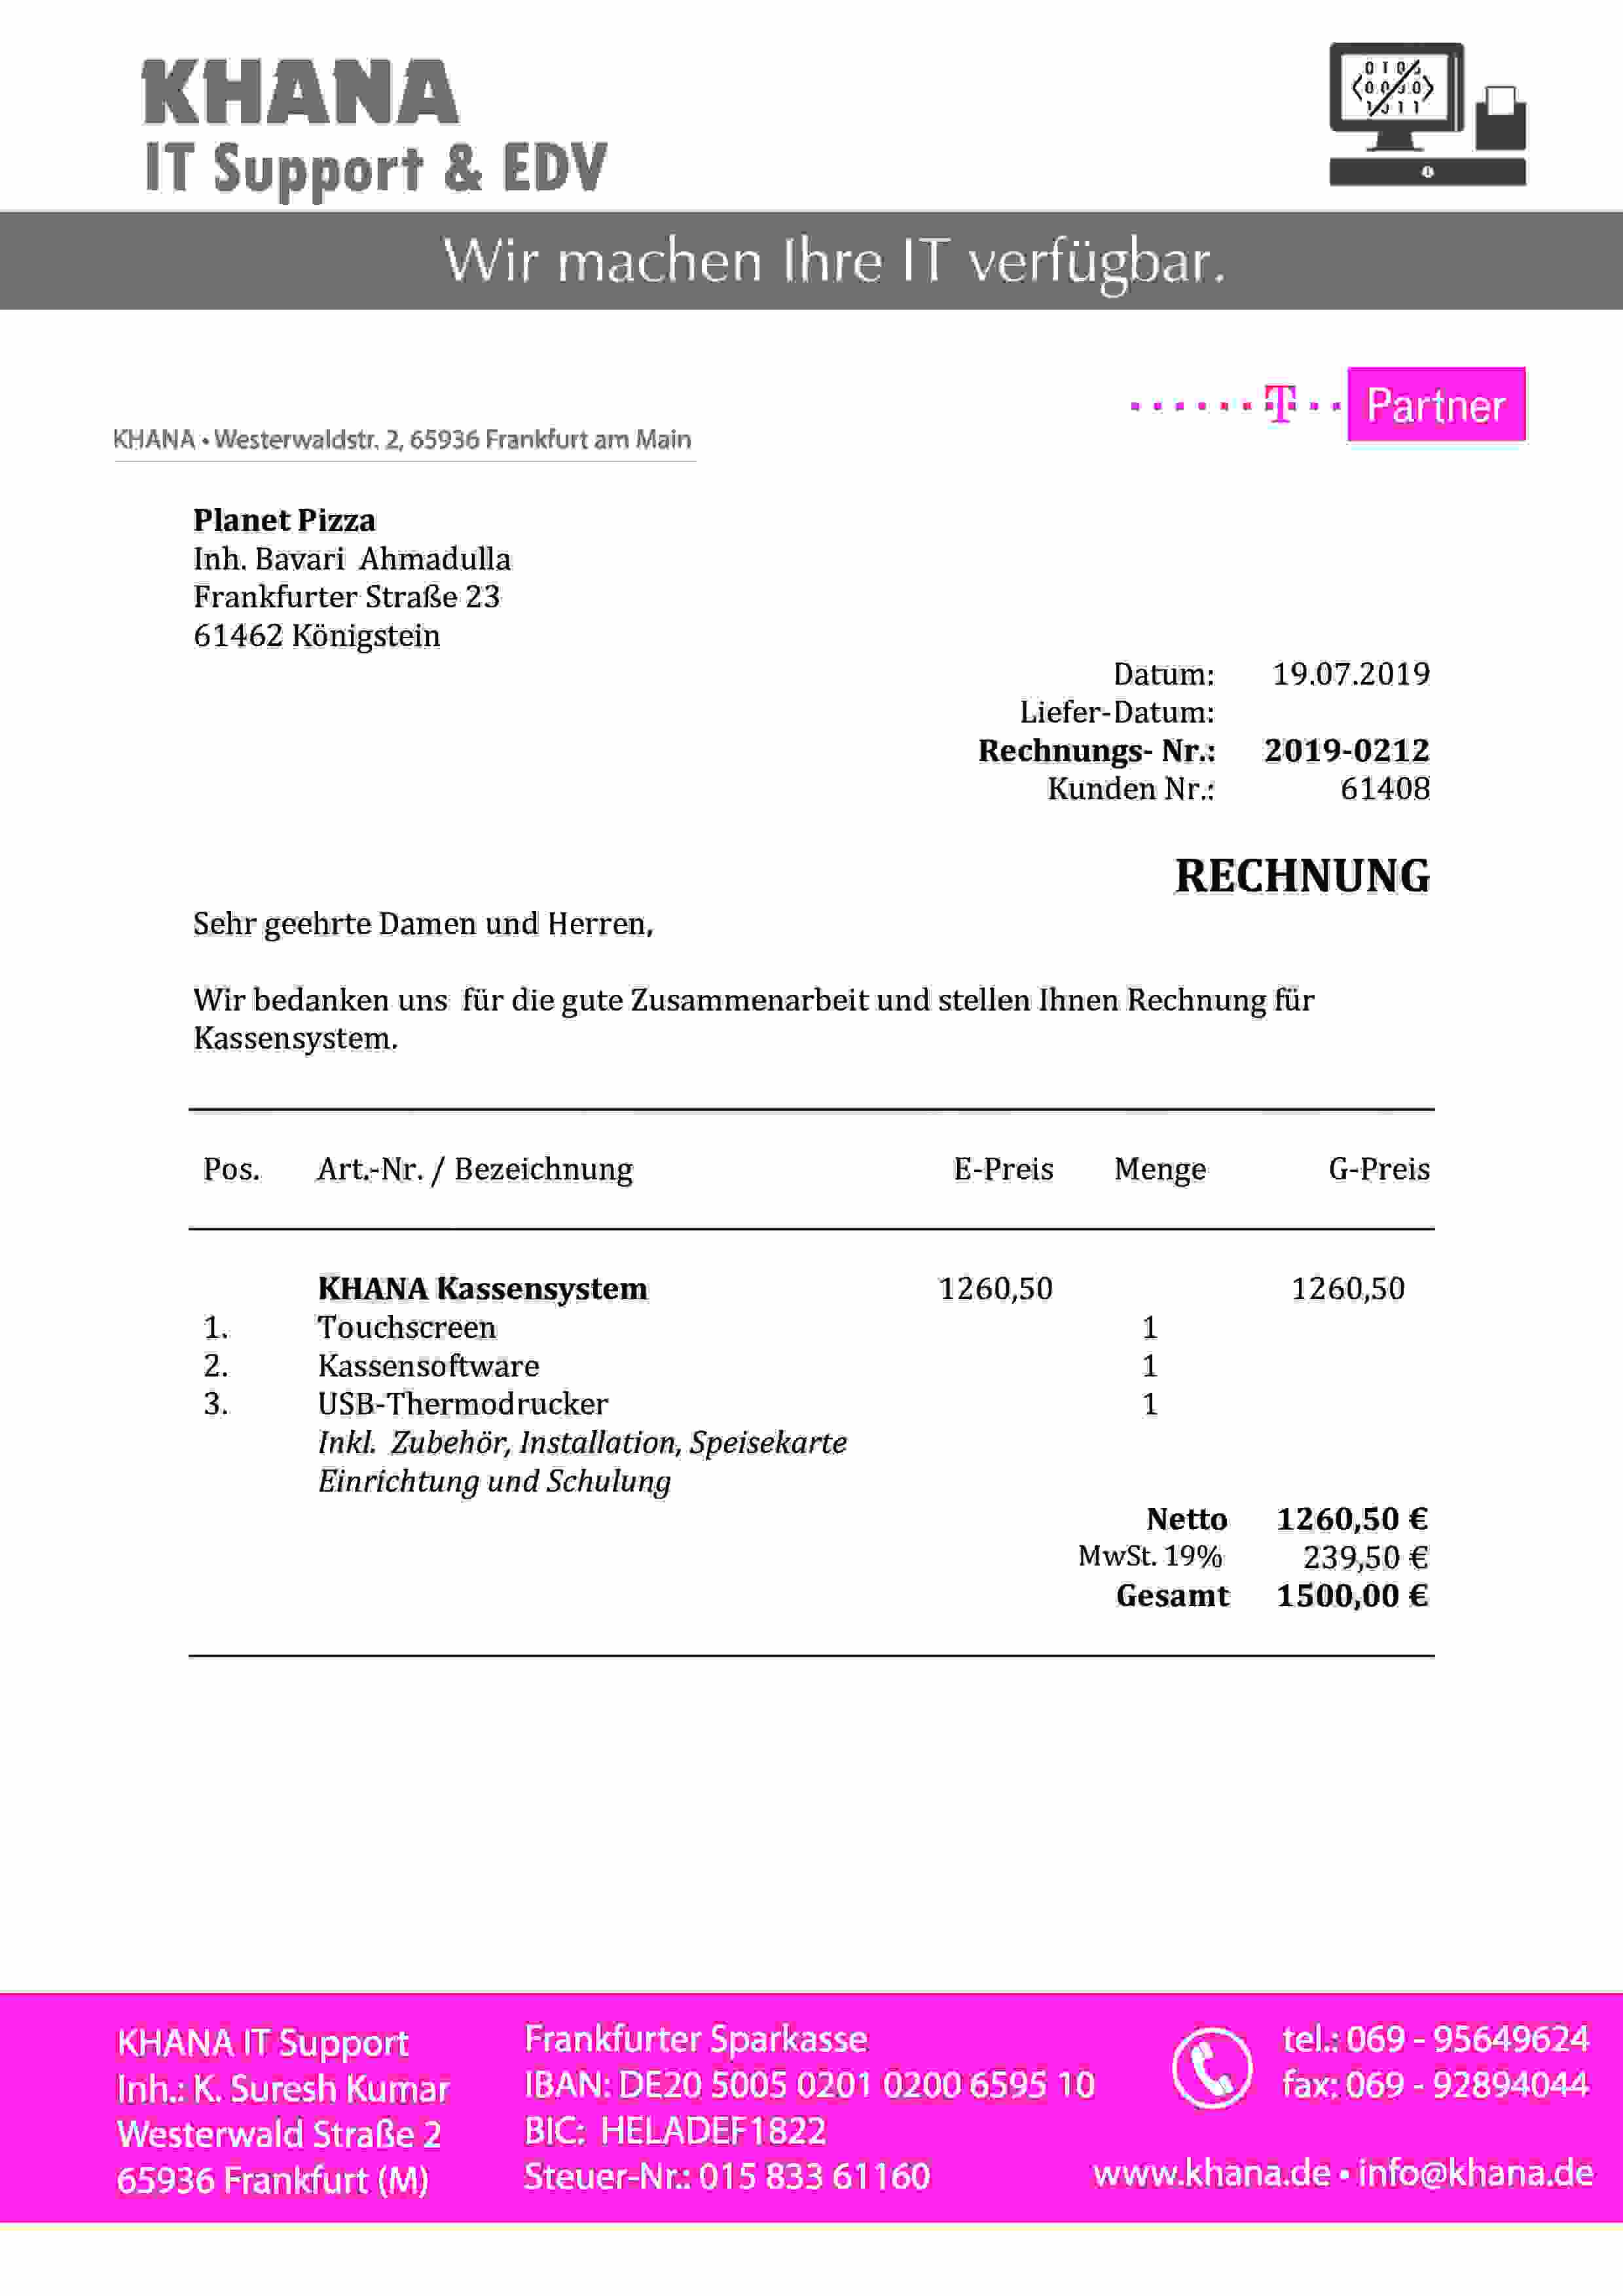 KHANA
IT Support & EDV
Wir machen Ihre IT verfügbar.
T Partner
KHANA • Westerwaldstr. 2, 65936 Frankfurt am Main
Planet Pizza
Inh. Bavari Ahmadulla
Frankfurter Straße 23
61462 Königstein
Datum: 19.07.2019
Liefer-Datum:
Rechnungs- Nr.: 2019-0212
Kunden Nr.: 61408
RECHNUNG
Sehr geehrte Damen und Herren,
Wir bedanken uns für die gute Zusammenarbeit und stellen Ihnen Rechnung für
Kassensystem.
Pos. Art.-Nr. / Bezeichnung E-Preis Menge G-Preis
KHANA Kassensystem 1260,50 1260,50
1. Touchscreen 1
2. Kassensoftware 1
3. USB-Thermodrucker 1
Inkl. Zubehör, Installation, Speisekarte
Einrichtung und Schulung
Netto 1260,50 €
MwSt. 19% 239,50 €
Gesamt 1500,00 €
KHANA IT Support
Inh.: K. Suresh Kumar
Westerwald Straße 2
65936 Frankfurt (M)
Frankfurter Sparkasse
IBAN: DE20 5005 0201 0200 6595 10
BIC: HELADEF1822
Steuer-Nr.: 015 833 61160
tel.: 069 - 95649624
fax: 069 - 92894044
www.khana.de • info@khana.de